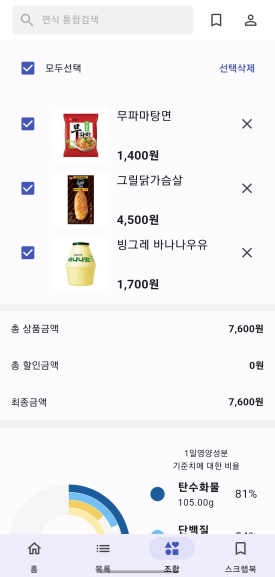 편식 통합검색
모두선택
선택삭제
무파마탕면
1,400원
그릴닭가슴살
4,500원
빙그레 바나나우유
1,700원
총 상품금액
7,600원
총 할인금액
0원
최종금액
7,600원
1일영양성분
기준치에 대한 비율
탄수화물
81%
105.00g
단백질
홈
목록
조합
스크랩북